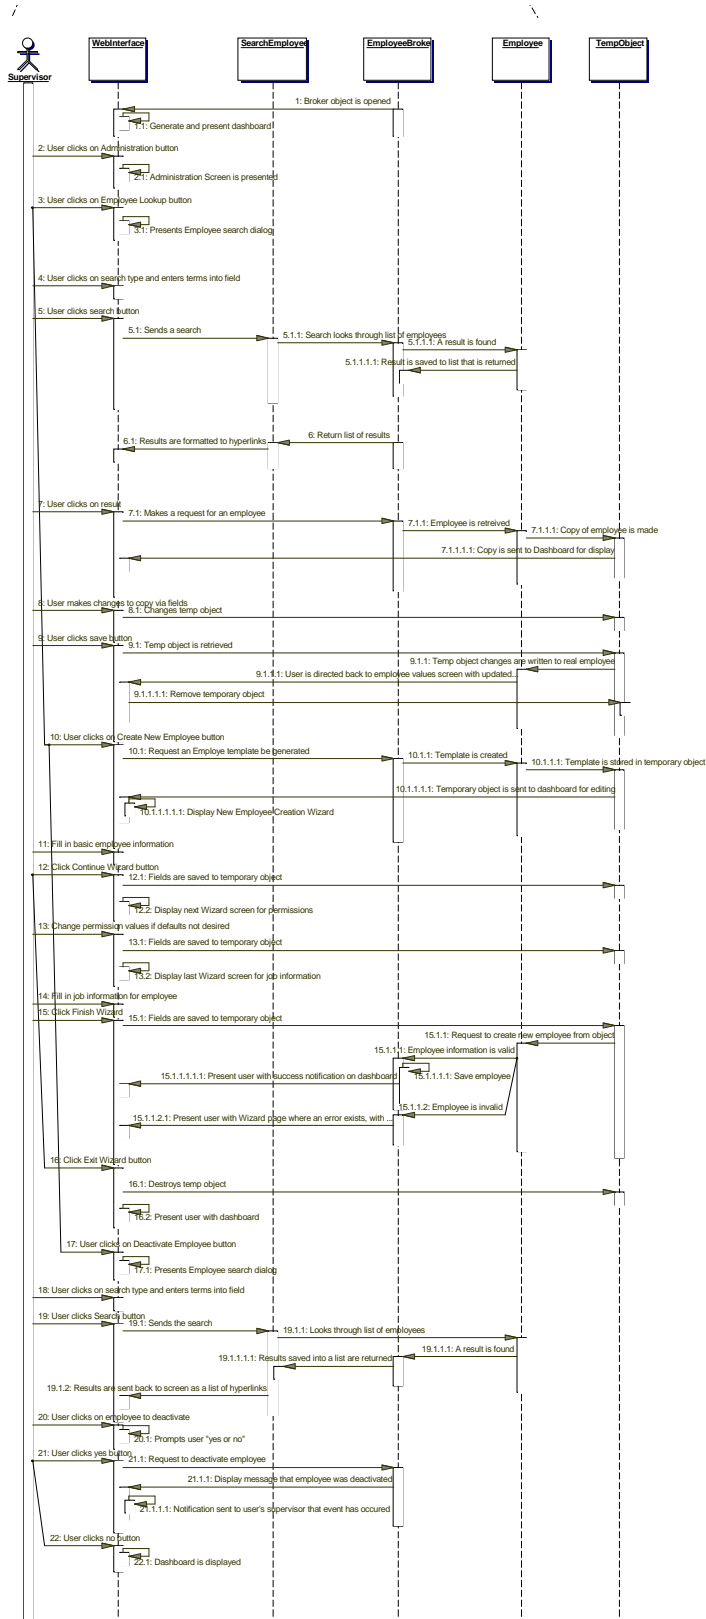 WebInterface
SearchEmployee
EmployeeBroke
Employee
TempObject
Supervisor
1: Broker object is opened
1.1: Generate and present dashboard
2: User clicks on Administration button
2.1: Administration Screen is presented
3: User clicks on Employee Lookup button
3.1: Presents Employee search dialog
4: User clicks on search type and enters terms into field
5: User clicks search button
5.1: Sends a search
5.1.1: Search looks through list of employees
5.1.1.1: A result is found
5.1.1.1.1: Result is saved to list that is returned
6: Return list of results
6.1: Results are formatted to hyperlinks
7: User clicks on result
7.1: Makes a request for an employee
7.1.1: Employee is retreived
7.1.1.1: Copy of employee is made
7.1.1.1.1: Copy is sent to Dashboard for display
8: User makes changes to copy via fields
8.1: Changes temp object
9: User clicks save button
9.1: Temp object is retrieved
9.1.1: Temp object changes are written to real employee
9.1.1.1: User is directed back to employee values screen with updated...
9.1.1.1.1: Remove temporary object
10: User clicks on Create New Employee button
10.1: Request an Employe template be generated
10.1.1: Template is created
10.1.1.1: Template is stored in temporary object
10.1.1.1.1: Temporary object is sent to dashboard for editing
10.1.1.1.1.1: Display New Employee Creation Wizard
11: Fill in basic employee information
12: Click Continue Wizard button
12.1: Fields are saved to temporary object
12.2: Display next Wizard screen for permissions
13: Change permission values if defaults not desired
13.1: Fields are saved to temporary object
13.2: Display last Wizard screen for job information
14: Fill in job information for employee
15: Click Finish Wizard
15.1: Fields are saved to temporary object
15.1.1: Request to create new employee from object
15.1.1.1: Employee information is valid
15.1.1.1.1: Save employee
15.1.1.1.1.1: Present user with success notification on dashboard
15.1.1.2: Employee is invalid
15.1.1.2.1: Present user with Wizard page where an error exists, with ...
16: Click Exit Wizard button
16.1: Destroys temp object
16.2: Present user with dashboard
17: User clicks on Deactivate Employee button
17.1: Presents Employee search dialog
18: User clicks on search type and enters terms into field
19: User clicks Search button
19.1: Sends the search
19.1.1: Looks through list of employees
19.1.1.1: A result is found
19.1.1.1.1: Results saved into a list are returned
19.1.2: Results are sent back to screen as a list of hyperlinks
20: User clicks on employee to deactivate
20.1: Prompts user "yes or no"
21: User clicks yes button
21.1: Request to deactivate employee
21.1.1: Display message that employee was deactivated
21.1.1.1: Notification sent to user's supervisor that event has occured
22: User clicks no button
22.1: Dashboard is displayed